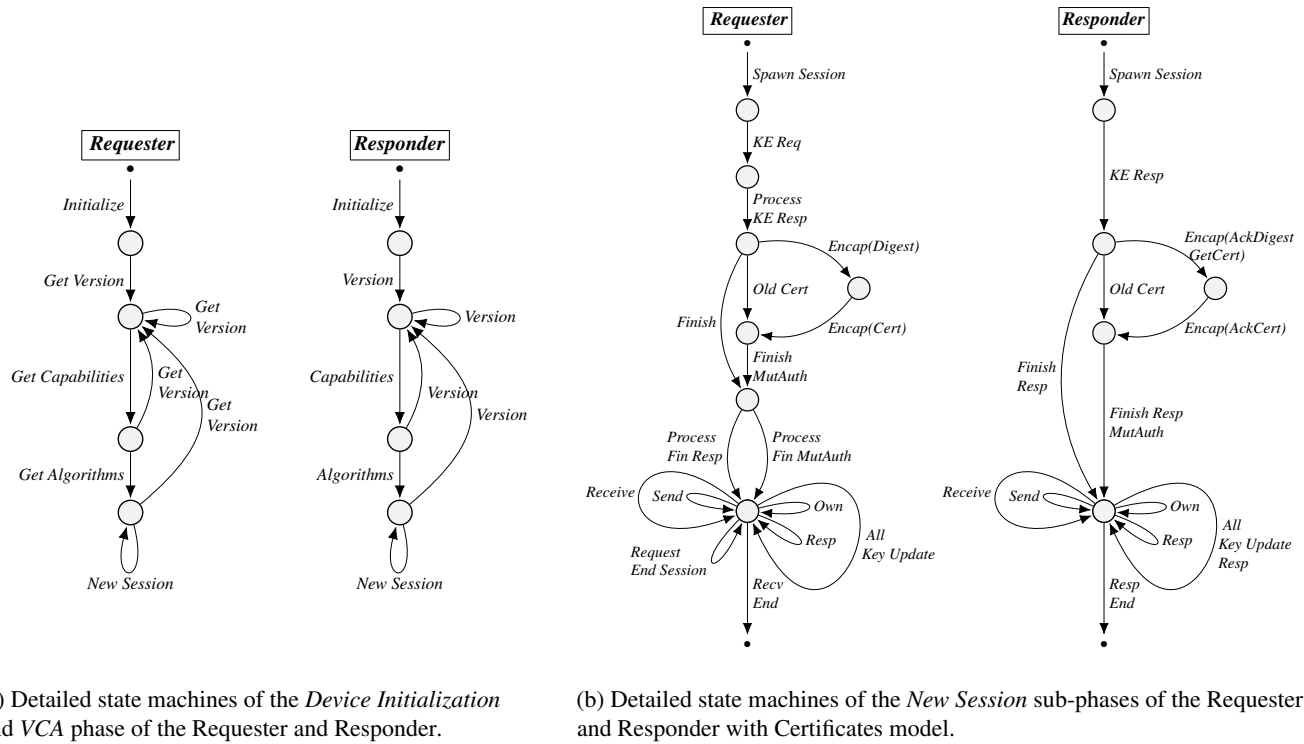 Requester
Initialize
Get Version
Get
Version
Get Capabilities
Get
Version
Get
Version
Get Algorithms
New Session
Responder
Initialize
Version
Version
Capabilities
Version
Version
Algorithms
New Session
) Detailed state machines of the Device Initialization
d VCA phase of the Requester and Responder.
Requester
Spawn Session
KE Req
Process
KE Resp
Encap(Digest)
Old Cert
Finish
Encap(Cert)
Finish
MutAuth
Process
Fin Resp
Process
Fin MutAuth
Receive
Send
Own
Resp
All
Key Update
Request
End Session
Recv
End
Responder
Spawn Session
KE Resp
Encap(AckDigest
GetCert)
Old Cert
Encap(AckCert)
Finish
Resp
Finish Resp
MutAuth
Receive
Send
Own
Resp
All
Key Update
Resp
Resp
End
(b) Detailed state machines of the New Session sub-phases of the Requester
and Responder with Certificates model.